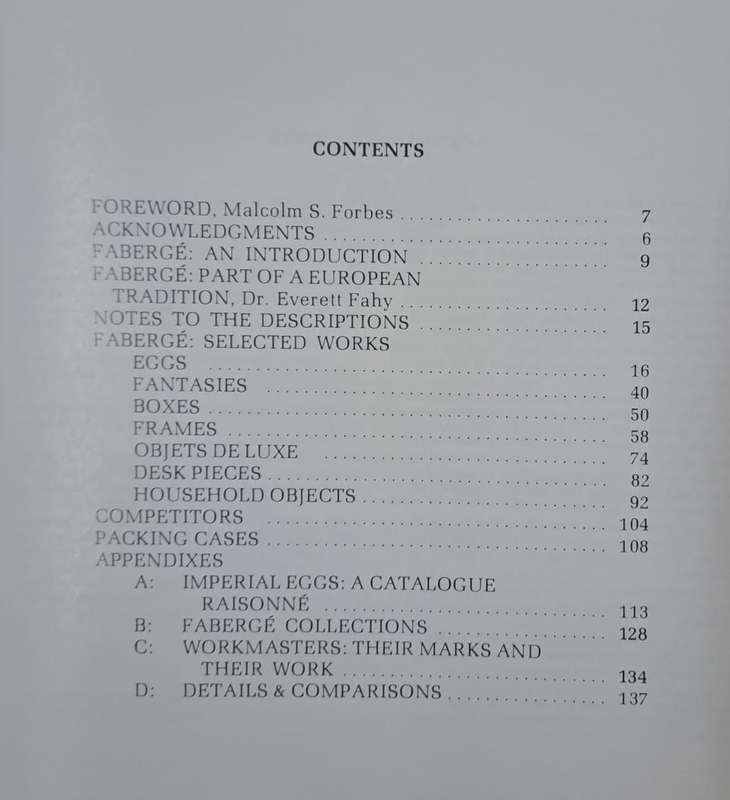 CONTENTS
FOREWORD, Malcolm S. Forbes ...................... 7
ACKNOWLEDGMENTS .............................. 6
FABERGÉ: AN INTRODUCTION .................... 9
FABERGÉ: PART OF A EUROPEAN
TRADITION, Dr. Everett Fahy ...................... 12
NOTES TO THE DESCRIPTIONS .................... 15
FABERGÉ: SELECTED WORKS
EGGS .......................................... 16
FANTASIES .................................... 40
BOXES .......................................... 50
FRAMES ........................................ 58
OBJETS DE LUXE .............................. 74
DESK PIECES .................................... 82
HOUSEHOLD OBJECTS .......................... 92
COMPETITORS .................................... 104
PACKING CASES .................................... 108
APPENDIXES
A: IMPERIAL EGGS: A CATALOGUE
RAISONNÉ .............................. 113
B: FABERGÉ COLLECTIONS .................. 128
C: WORKMASTERS: THEIR MARKS AND
THEIR WORK ............................ 134
D: DETAILS & COMPARISONS ................. 137